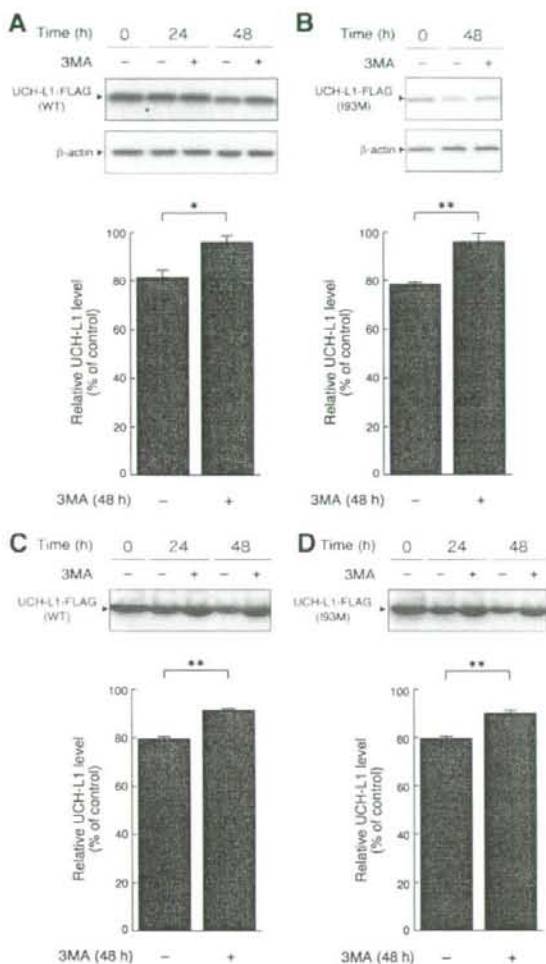 A
Time (h) 0 24 48
3MA – – + – +
UCH-L1-FLAG
(WT)
β-actin
*
Relative UCH-L1 level
(% of control)
100
80
60
40
20
0
3MA (48 h) – +
B
Time (h) 0 48
3MA – – +
UCH-L1-FLAG
(I93M)
β-actin
**
Relative UCH-L1 level
(% of control)
100
80
60
40
20
0
3MA (48 h) – +
C
Time (h) 0 24 48
3MA – – + – +
UCH-L1-FLAG
(WT)
**
Relative UCH-L1 level
(% of control)
100
80
60
40
20
0
3MA (48 h) – +
D
Time (h) 0 24 48
3MA – – + – +
UCH-L1-FLAG
(I93M)
**
Relative UCH-L1 level
(% of control)
100
80
60
40
20
0
3MA (48 h) – +